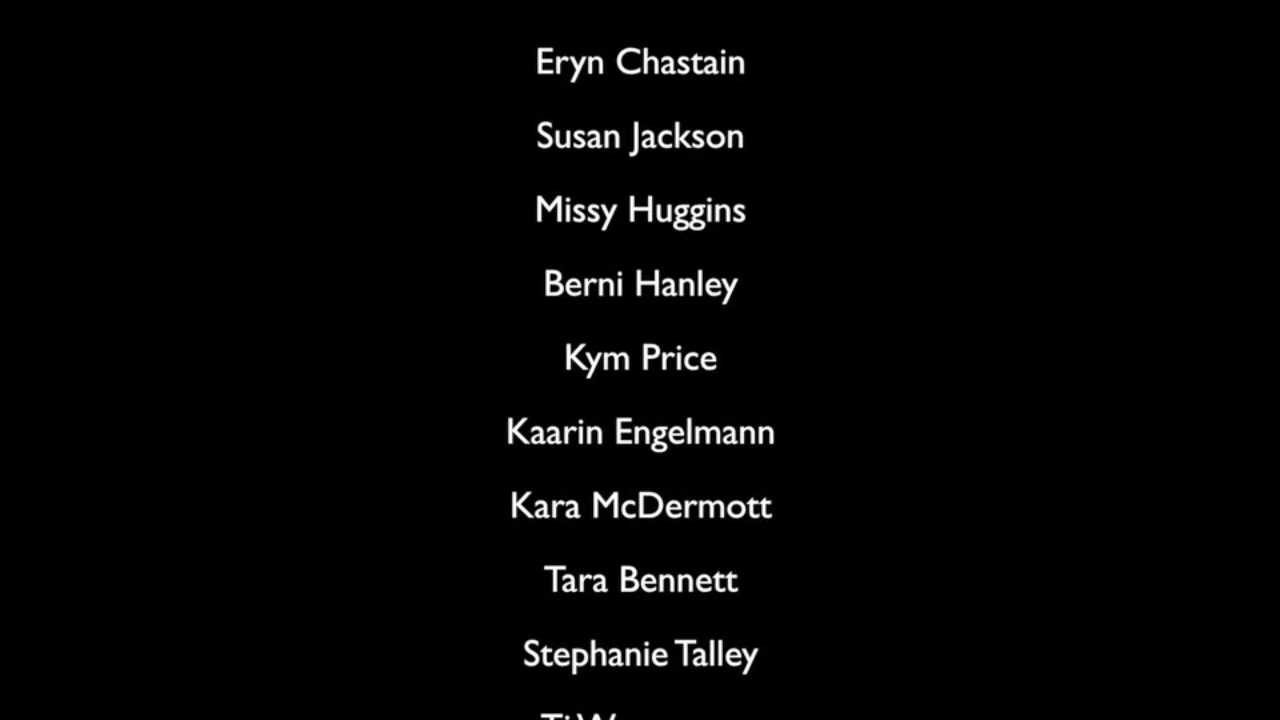 Eryn Chastain
Susan Jackson
Missy Huggins
Berni Hanley
Kym Price
Kaarin Engelmann
Kara McDermott
Tara Bennett
Stephanie Talley